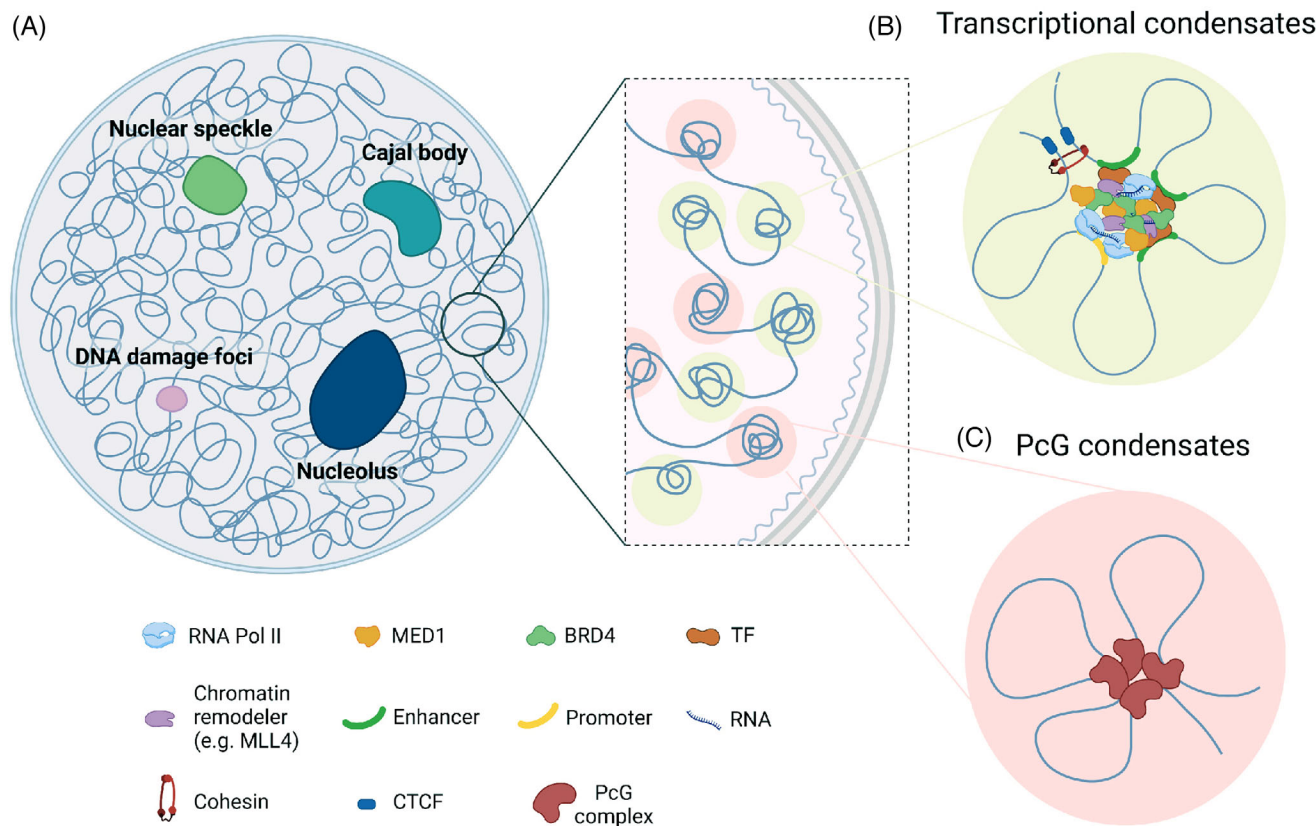 (A)
(B)
Transcriptional condensates
Nuclear speckle
Cajal body
DNA damage foci
Nucleolus
(C)
PcG condensates
RNA Pol II
MED1
BRD4
TF
Chromatin
remodeler
(e.g. MLL4)
Enhancer
Promoter
RNA
Cohesin
CTCF
PcG
complex